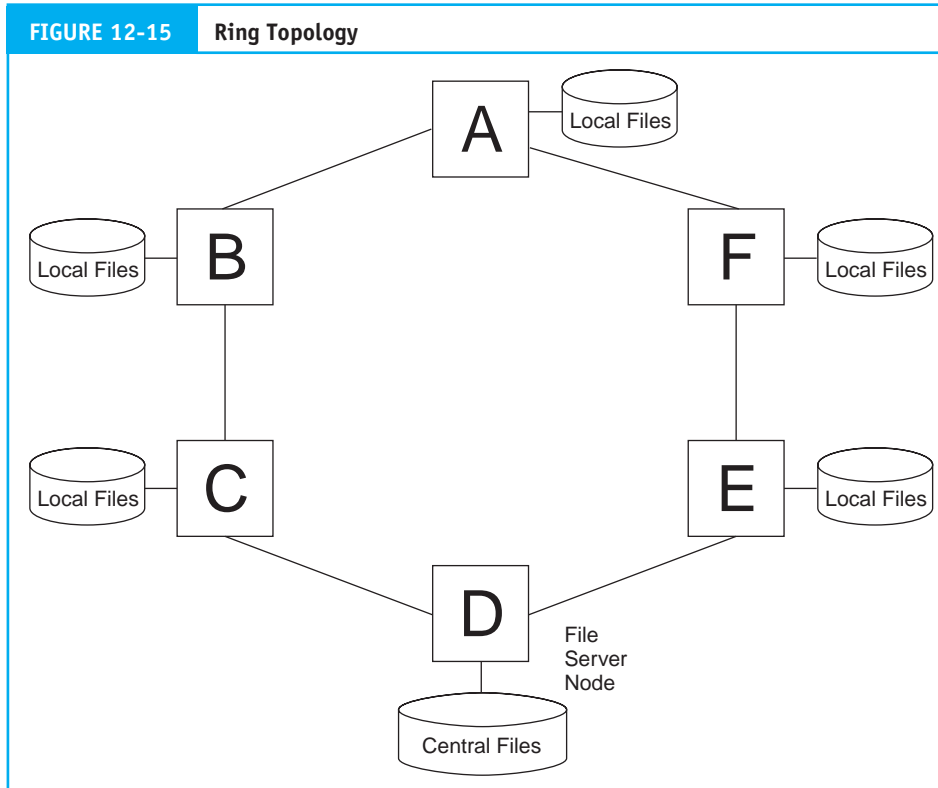 FIGURE 12-15 Ring Topology
A
Local Files
B
Local Files
F
Local Files
C
Local Files
E
Local Files
D
File
Server
Node
Central Files